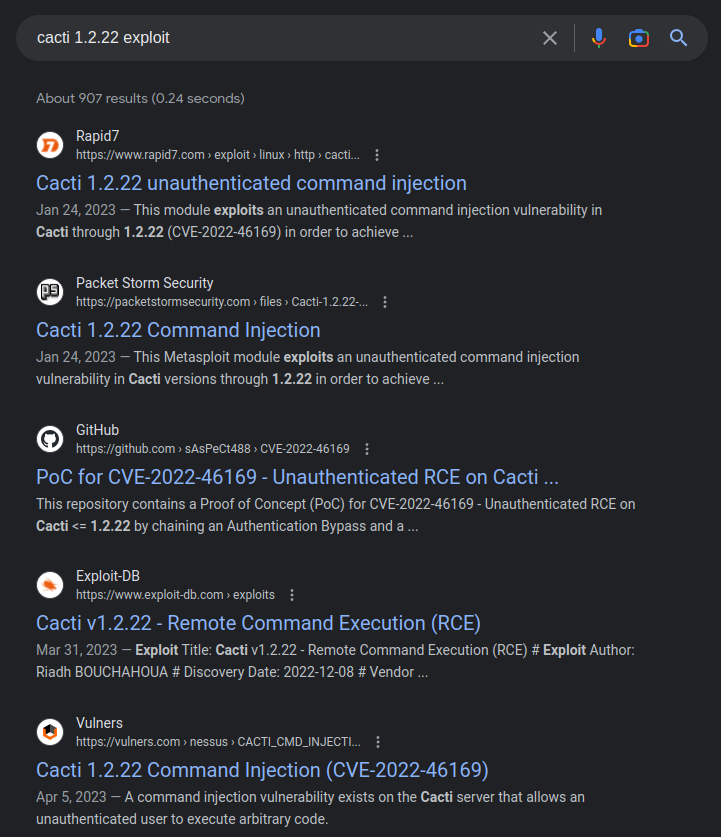 cacti 1.2.22 exploit
About 907 results (0.24 seconds)
Rapid7
https://www.rapid7.com › exploit › linux › http › cacti...
Cacti 1.2.22 unauthenticated command injection
Jan 24, 2023 — This module exploits an unauthenticated command injection vulnerability in
Cacti through 1.2.22 (CVE-2022-46169) in order to achieve ...
Packet Storm Security
https://packetstormsecurity.com › files › Cacti-1.2.22-...
Cacti 1.2.22 Command Injection
Jan 24, 2023 — This Metasploit module exploits an unauthenticated command injection
vulnerability in Cacti versions through 1.2.22 in order to achieve ...
GitHub
https://github.com › sAsPeCt488 › CVE-2022-46169
PoC for CVE-2022-46169 - Unauthenticated RCE on Cacti ...
This repository contains a Proof of Concept (PoC) for CVE-2022-46169 - Unauthenticated RCE on
Cacti <= 1.2.22 by chaining an Authentication Bypass and a ...
Exploit-DB
https://www.exploit-db.com › exploits
Cacti v1.2.22 - Remote Command Execution (RCE)
Mar 31, 2023 — Exploit Title: Cacti v1.2.22 - Remote Command Execution (RCE) # Exploit Author:
Riadh BOUCHAHOUA # Discovery Date: 2022-12-08 # Vendor ...
Vulners
https://vulners.com › nessus › CACTI_CMD_INJECTI...
Cacti 1.2.22 Command Injection (CVE-2022-46169)
Apr 5, 2023 — A command injection vulnerability exists on the Cacti server that allows an
unauthenticated user to execute arbitrary code.